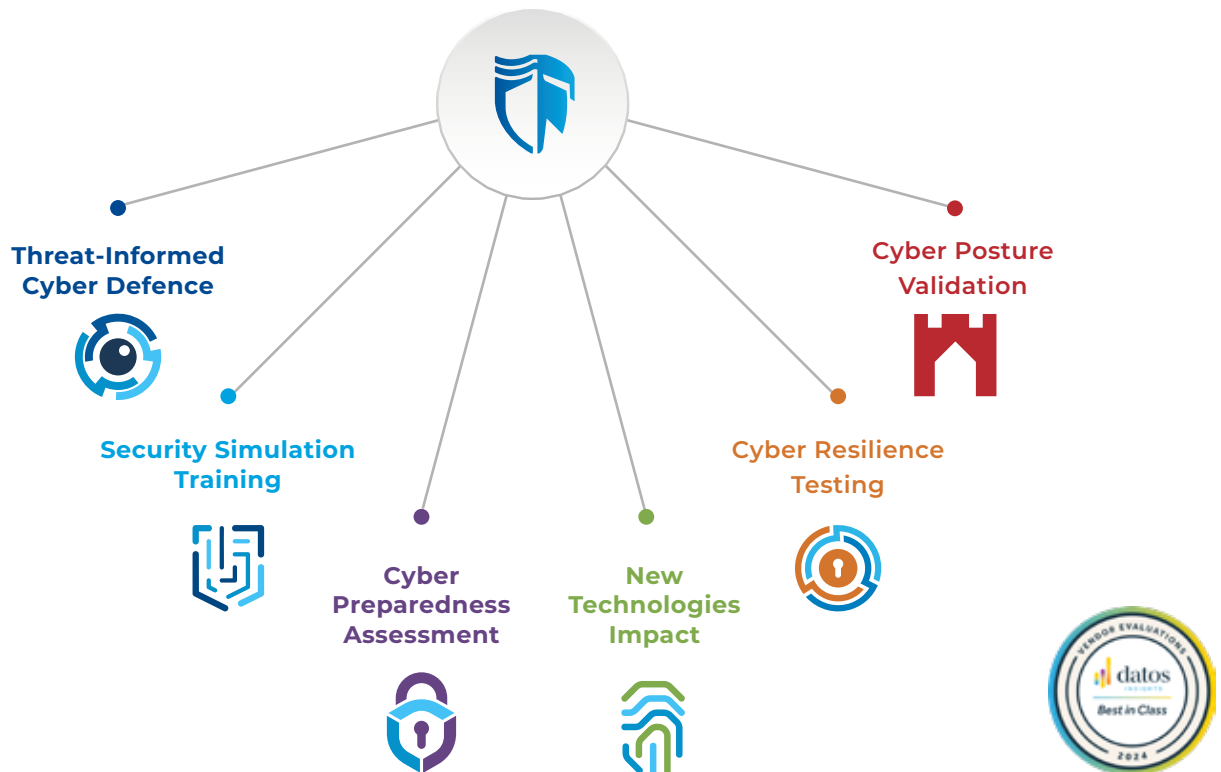 Threat-Informed
Cyber Defence
Cyber Posture
Validation
Security Simulation
Training
Cyber Resilience
Testing
Cyber
Preparedness
Assessment
New
Technologies
Impact
VENDOR EVALUATIONS
datos
INSIGHTS
Best in Class
2024